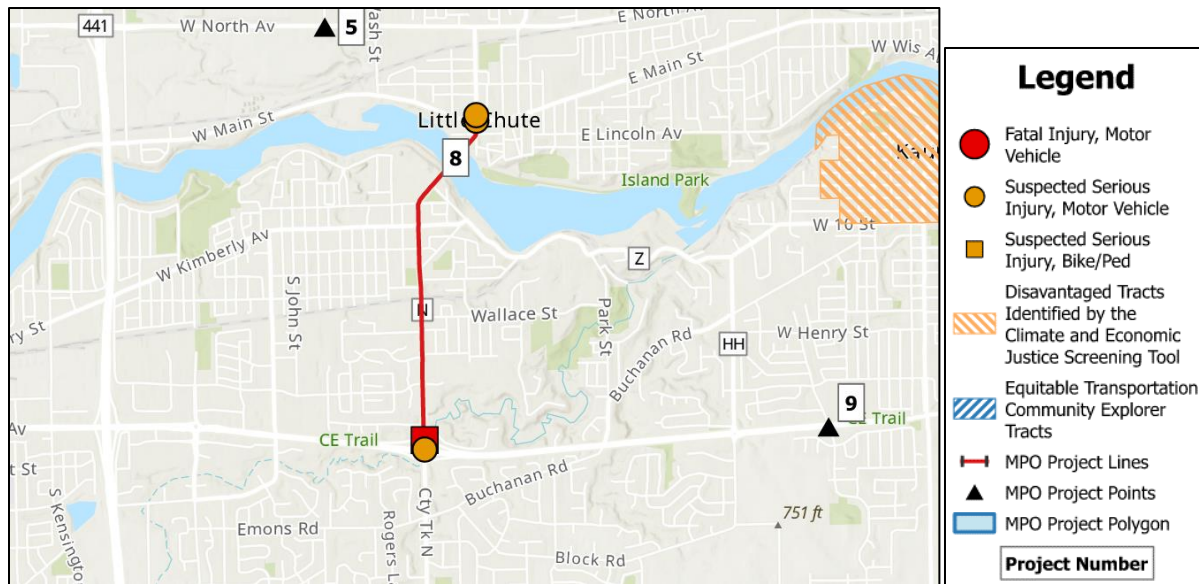 441
W North Av
5
E North Av
W Main St
Little Chute
E Main St
8
E Lincoln Av
Island Park
W 10 St
W Kimberly Av
Z
S John St
N
Wallace St
Park St
Buchanan Rd
W Henry St
HH
9
CE Trail
CE Trail
Av
St
Buchanan Rd
S Kensington
Cty Tk N
Rogers L
Emons Rd
Block Rd
751 ft
Legend
Fatal Injury, Motor
Vehicle
Suspected Serious
Injury, Motor Vehicle
Suspected Serious
Injury, Bike/Ped
Disavantaged Tracts
Identified by the
Climate and Economic
Justice Screening Tool
Equitable Transportation
Community Explorer
Tracts
MPO Project Lines
MPO Project Points
MPO Project Polygon
Project Number